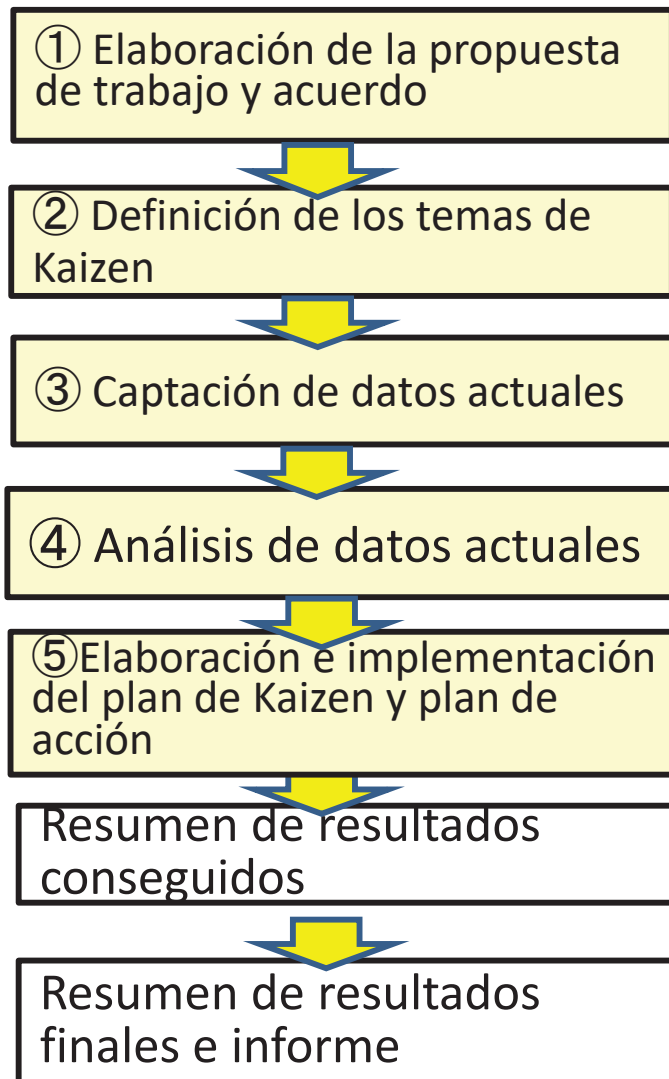 ① Elaboración de la propuesta
de trabajo y acuerdo
② Definición de los temas de
Kaizen
③ Captación de datos actuales
④ Análisis de datos actuales
⑤Elaboración e implementación
del plan de Kaizen y plan de
acción
Resumen de resultados
conseguidos
Resumen de resultados
finales e informe